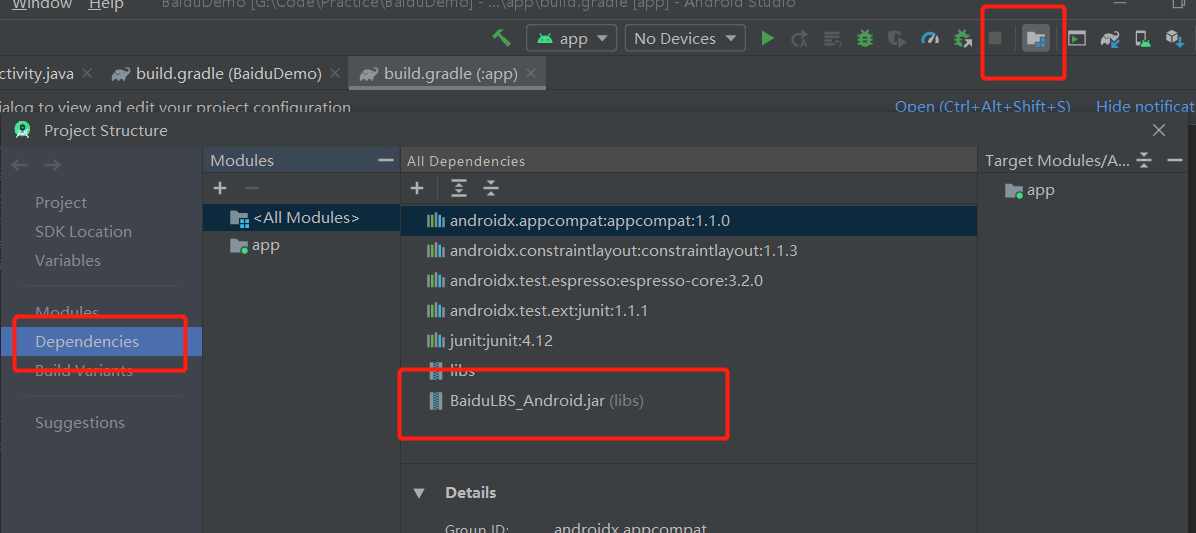 Window Help BaiduDemo [G:\Code\Practice\BaiduDemo] - ...\app\build.gradle [app] - Android Studio
app No Devices
ctivity.java build.gradle (BaiduDemo) build.gradle (:app)
ialog to view and edit your project configuration Open (Ctrl+Alt+Shift+S) Hide notificat
Project Structure
Modules All Dependencies Target Modules/A...
Project
SDK Location
Variables
Modules
Dependencies
Build Variants
Suggestions
<All Modules>
app
androidx.appcompat:appcompat:1.1.0
androidx.constraintlayout:constraintlayout:1.1.3
androidx.test.espresso:espresso-core:3.2.0
androidx.test.ext:junit:1.1.1
junit:junit:4.12
libs
BaiduLBS_Android.jar (libs)
Details
Group ID: androidx.appcompat
app